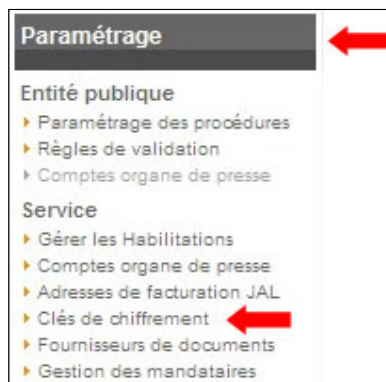 Paramétrage
Entité publique
Paramétrage des procédures
Règles de validation
Comptes organe de presse
Service
Gérer les Habilitations
Comptes organe de presse
Adresses de facturation JAL
Clés de chiffrement
Fournisseurs de documents
Gestion des mandataires